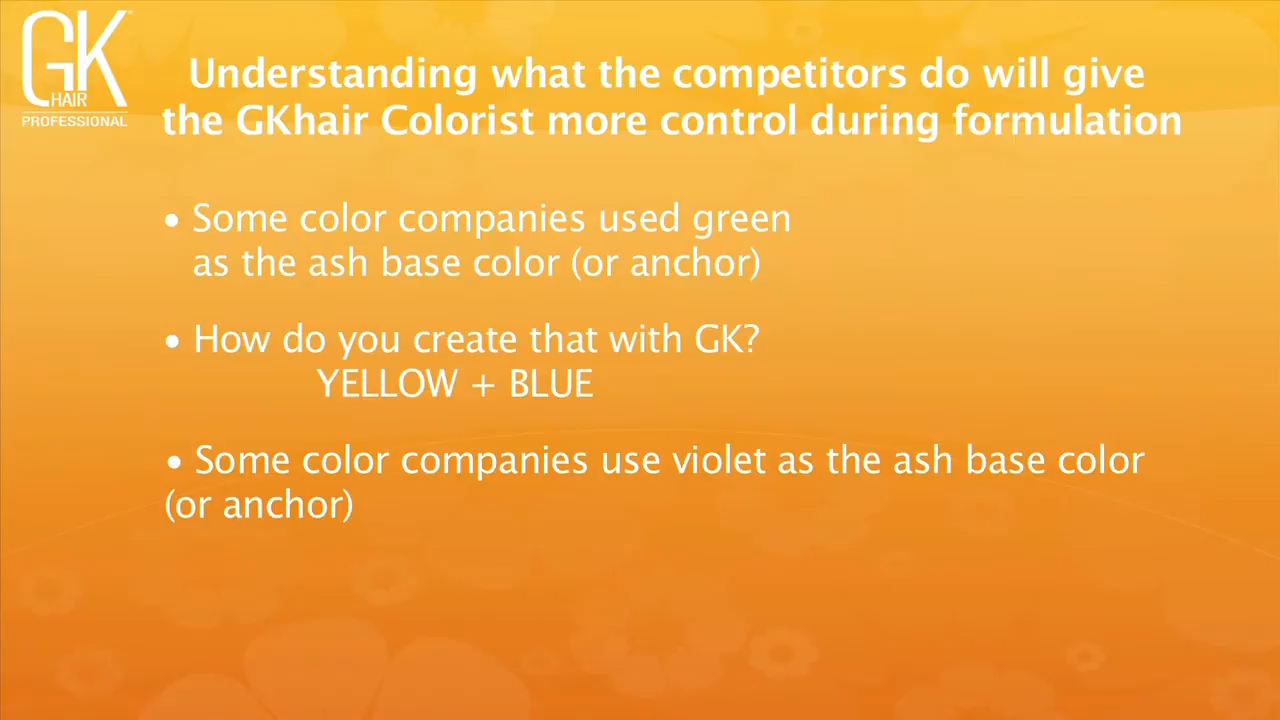 GK
HAIR
PROFESSIONAL
Understanding what the competitors do will give
the GKhair Colorist more control during formulation
• Some color companies used green
as the ash base color (or anchor)
• How do you create that with GK?
YELLOW + BLUE
• Some color companies use violet as the ash base color
(or anchor)